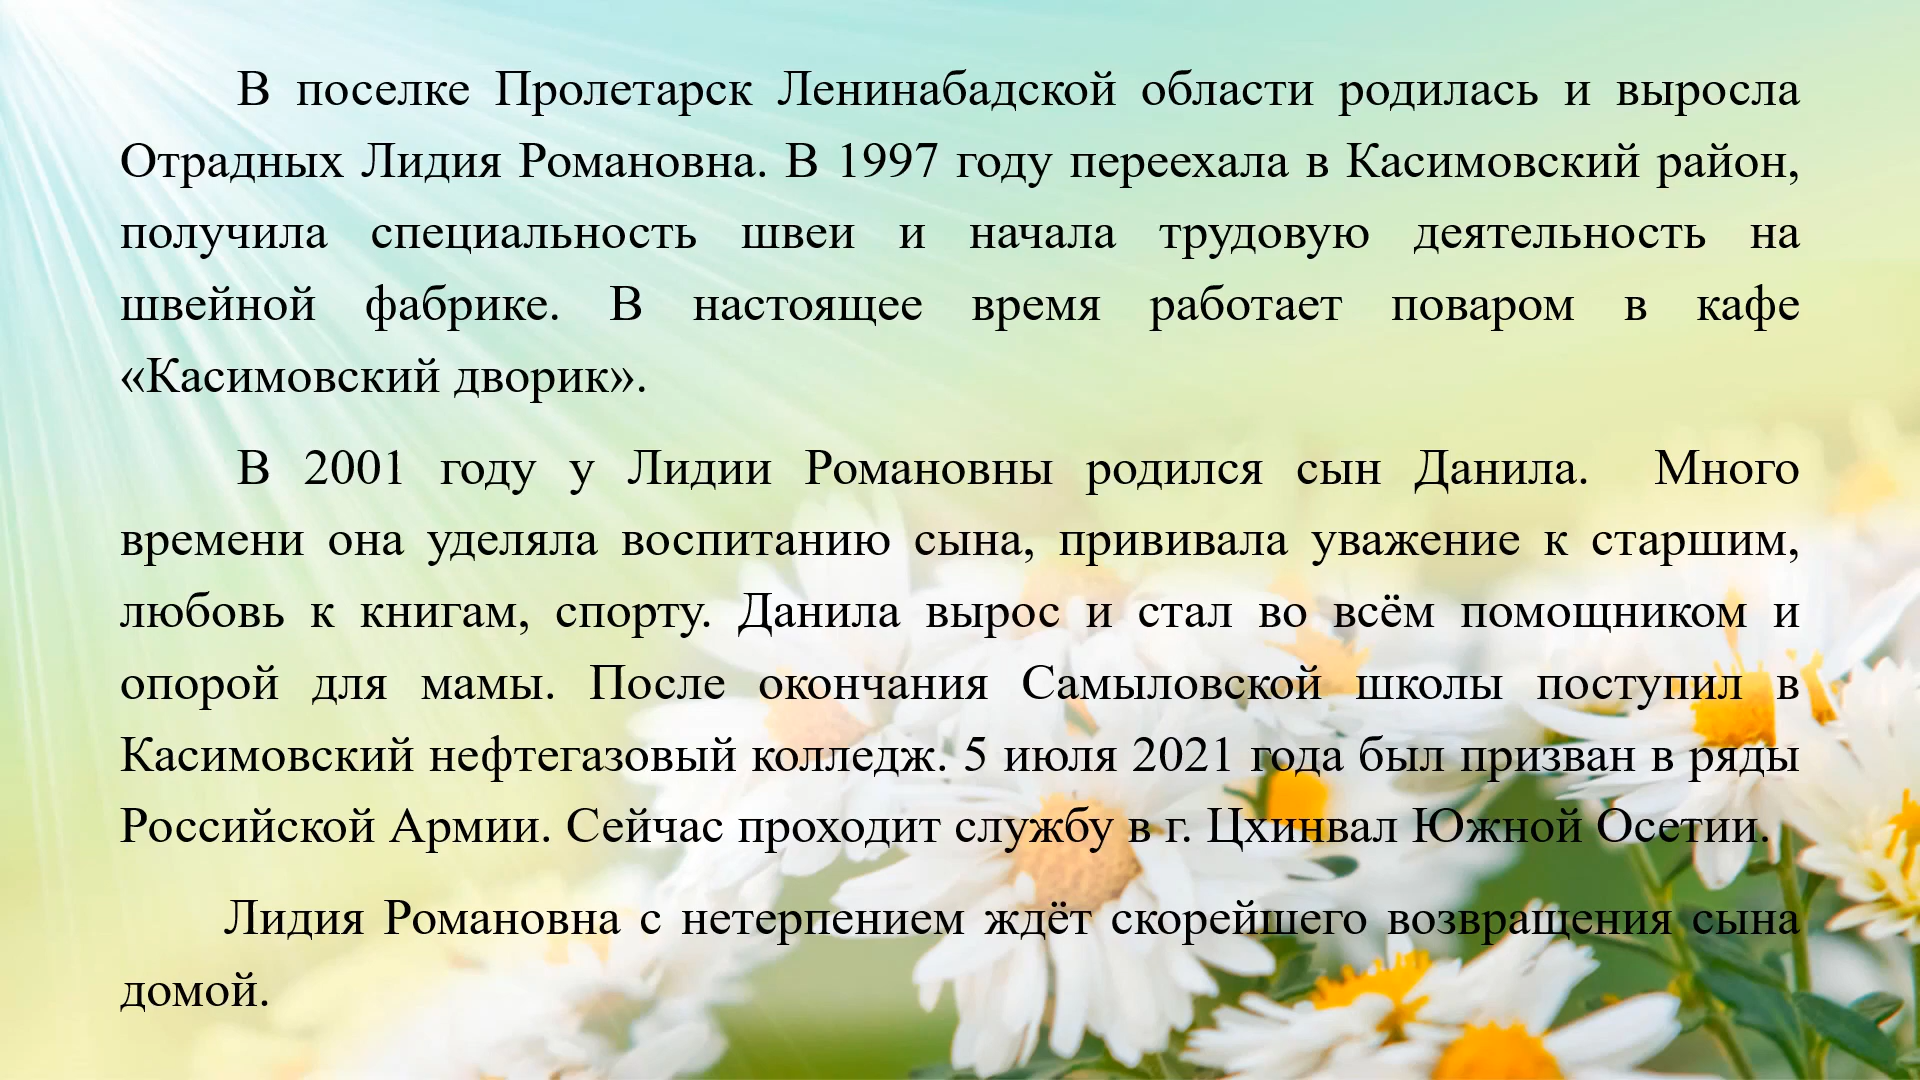 В поселке Пролетарск Ленинабадской области родилась и выросла
Отрадных Лидия Романовна. В 1997 году переехала в Касимовский район,
получила специальность швеи и начала трудовую деятельность на
швейной фабрике. В настоящее время работает поваром в кафе
«Касимовский дворик».
В 2001 году у Лидии Романовны родился сын Данила. Много
времени она уделяла воспитанию сына, прививала уважение к старшим,
любовь к книгам, спорту. Данила вырос и стал во всём помощником и
опорой для мамы. После окончания Самыловской школы поступил в
Касимовский нефтегазовый колледж. 5 июля 2021 года был призван в ряды
Российской Армии. Сейчас проходит службу в г. Цхинвал Южной Осетии.
Лидия Романовна с нетерпением ждёт скорейшего возвращения сына
домой.